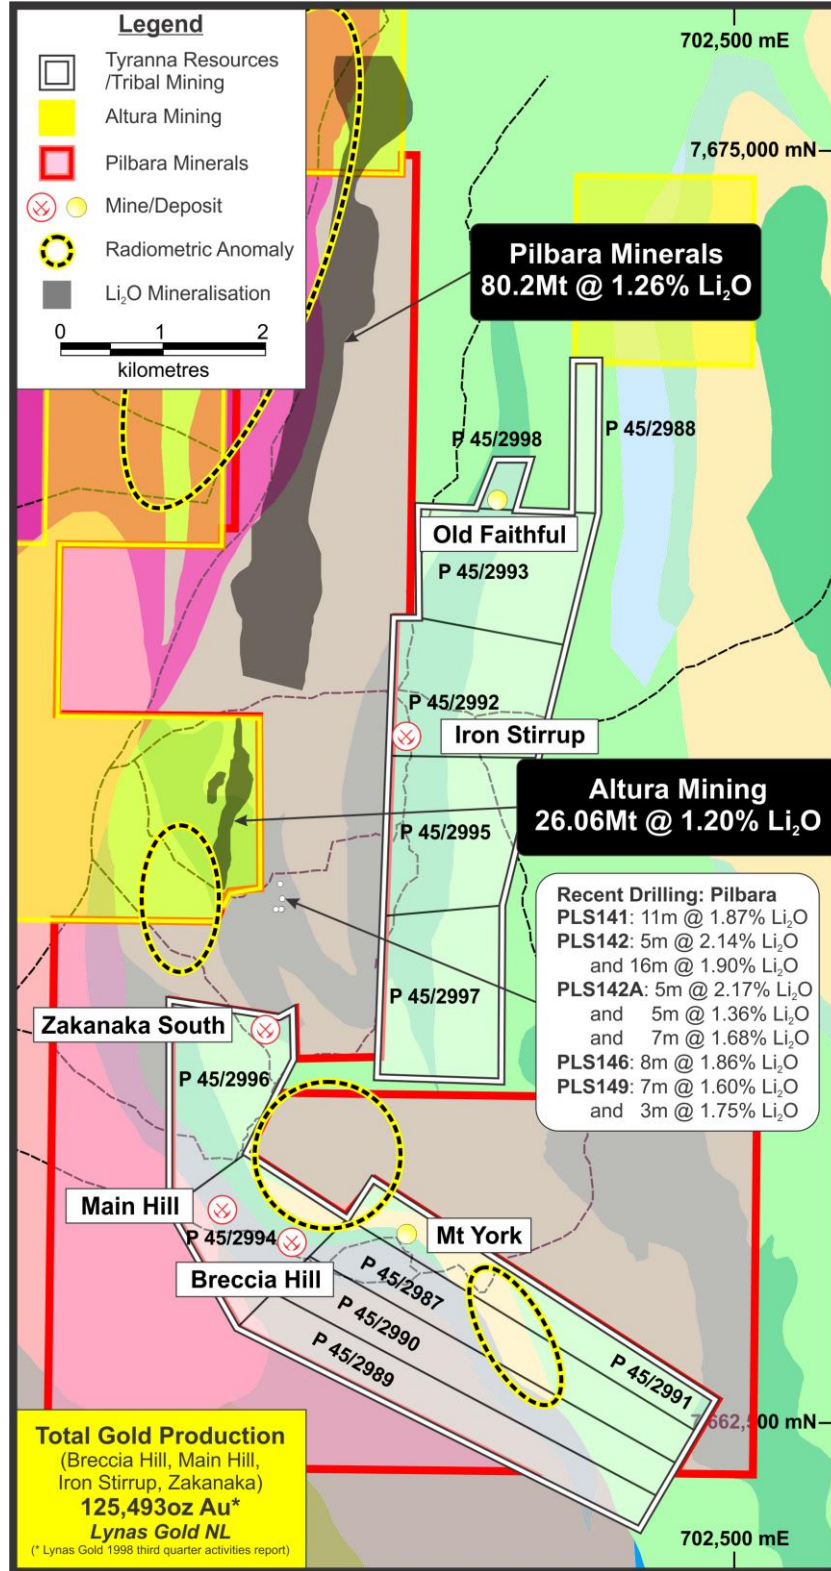 Legend
Tyranna Resources
/Tribal Mining
Altura Mining
Pilbara Minerals
Mine/Deposit
Radiometric Anomaly
Li₂O Mineralisation
0 1 2
kilometres
702,500 mE
7,675,000 mN
Pilbara Minerals
80.2Mt @ 1.26% Li₂O
P 45/2998
P 45/2988
Old Faithful
P 45/2993
P 45/2992
Iron Stirrup
Altura Mining
26.06Mt @ 1.20% Li₂O
P 45/2995
Recent Drilling: Pilbara
PLS141: 11m @ 1.87% Li₂O
PLS142: 5m @ 2.14% Li₂O
and 16m @ 1.90% Li₂O
PLS142A: 5m @ 2.17% Li₂O
and 5m @ 1.36% Li₂O
and 7m @ 1.68% Li₂O
PLS146: 8m @ 1.86% Li₂O
PLS149: 7m @ 1.60% Li₂O
and 3m @ 1.75% Li₂O
P 45/2997
Zakanaka South
P 45/2996
Main Hill
P 45/2994
Mt York
Breccia Hill
P 45/2987
P 45/2990
P 45/2989
P 45/2991
7,662,500 mN
Total Gold Production
(Breccia Hill, Main Hill,
Iron Stirrup, Zakanaka)
125,493oz Au*
Lynas Gold NL
(* Lynas Gold 1998 third quarter activities report)
702,500 mE